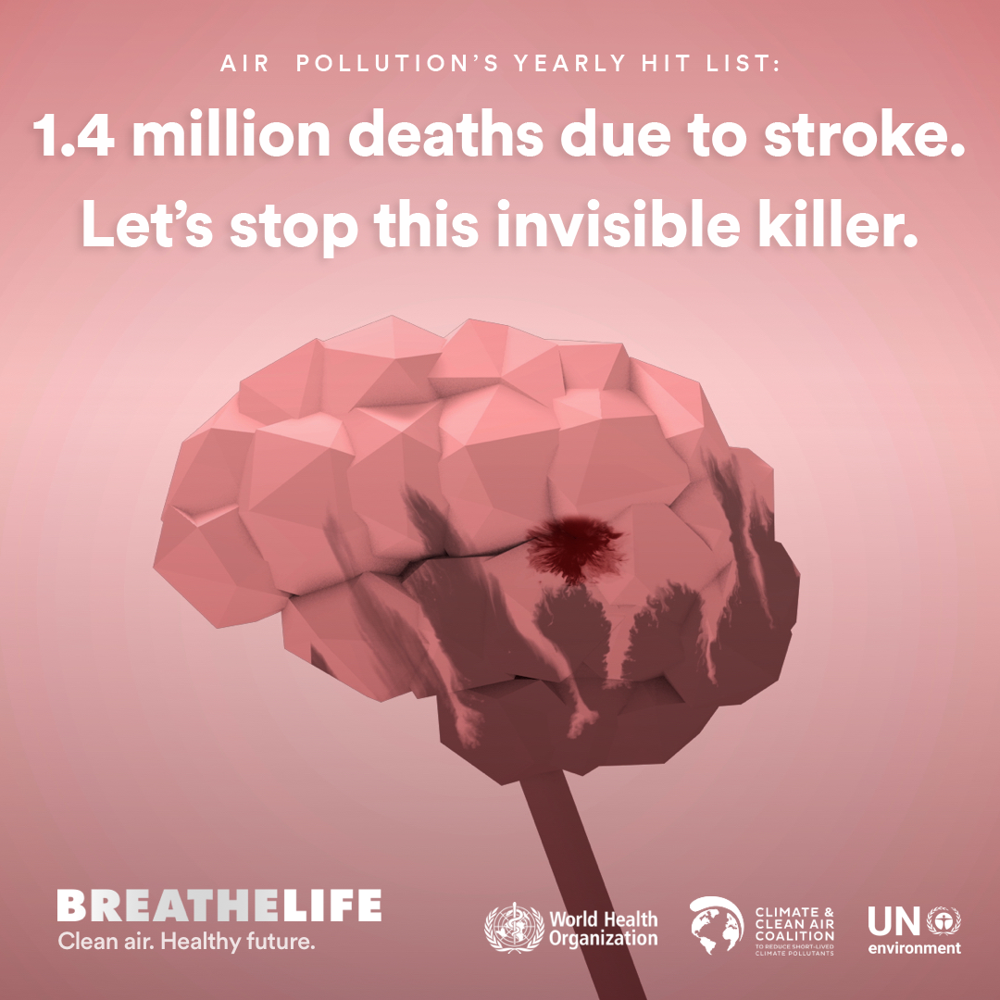 AIR POLLUTION'S YEARLY HIT LIST:
1.4 million deaths due to stroke.
Let's stop this invisible killer.
BREATHELIFE
Clean air. Healthy future.
World Health
Organization
CLIMATE &
CLEAN AIR
COALITION
TO REDUCE SHORT-LIVED
CLIMATE POLLUTANTS
UN
environment